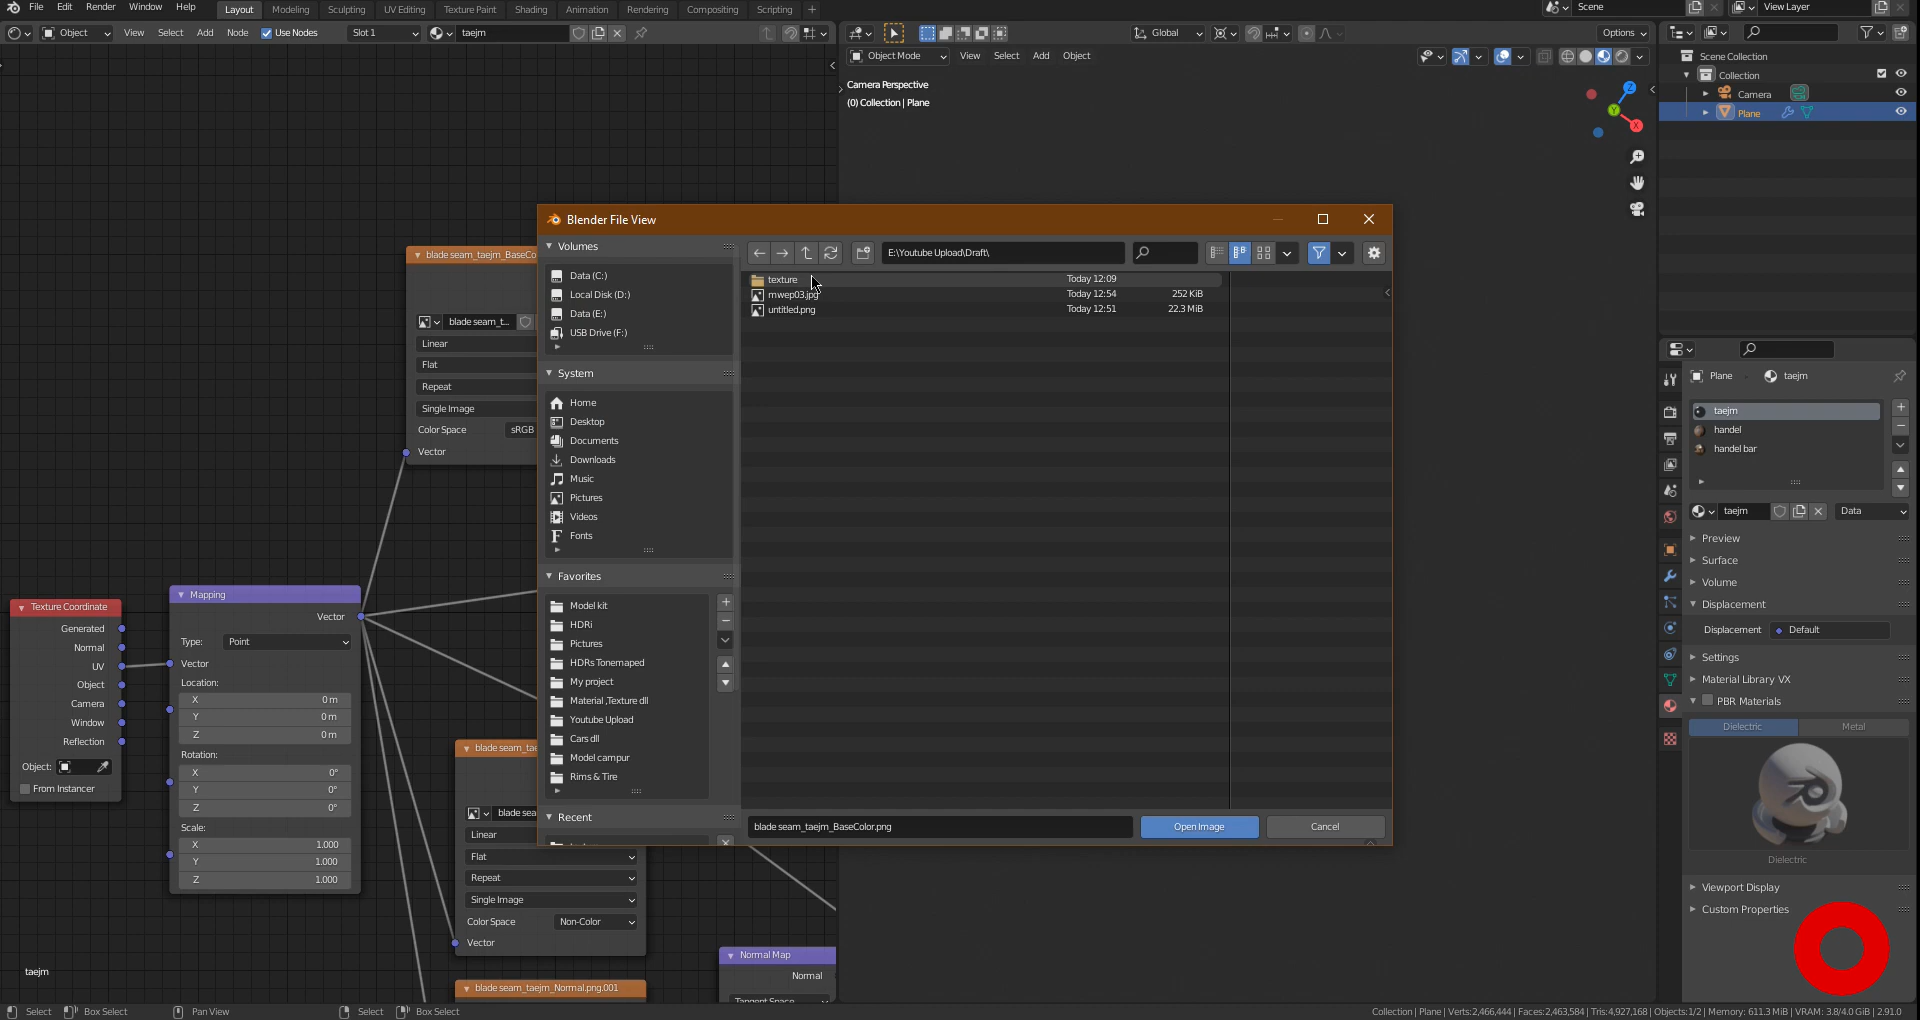 File Edit Render Window Help Layout Modeling Sculpting UV Editing Texture Paint Shading Animation Rendering Compositing Scripting + Scene View Layer
Object View Select Add Node Use Nodes Slot 1 taejm Global Options
Object Mode View Select Add Object
Camera Perspective
(0) Collection | Plane
Scene Collection
Collection
Camera
Plane
Z
Y
X
Blender File View
Volumes
Data (C:)
Local Disk (D:)
Data (E:)
USB Drive (F:)
System
Home
Desktop
Documents
Downloads
Music
Pictures
Videos
Fonts
Favorites
Model kit
HDRi
Pictures
HDRs Tonemaped
My project
Material ,Texture dll
Youtube Upload
Cars dll
Model campur
Rims & Tire
Recent
E:\Youtube Upload\Draft\
texture Today 12:09
mwep03.jpg Today 12:54 252 KiB
untitled.png Today 12:51 22.3 MiB
blade seam_taejm_BaseColor.png Open Image Cancel
blade seam_taejm_BaseCo
blade seam_t...
Linear
Flat
Repeat
Single Image
Color Space sRGB
Vector
Texture Coordinate
Generated
Normal
UV
Object
Camera
Window
Reflection
Object:
From Instancer
Mapping
Vector
Type: Point
Vector
Location:
X 0 m
Y 0 m
Z 0 m
Rotation:
X 0°
Y 0°
Z 0°
Scale:
X 1.000
Y 1.000
Z 1.000
blade seam_tae
blade sea
Linear
Flat
Repeat
Single Image
Color Space Non-Color
Vector
blade seam_taejm_Normal.png.001
Normal Map
Normal
Tangent Space
taejm
Plane taejm
taejm
handel
handel bar
taejm Data
Preview
Surface
Volume
Displacement
Displacement Default
Settings
Material Library VX
PBR Materials
Dielectric Metal
Dielectric
Viewport Display
Custom Properties
Select Box Select Pan View Select Box Select Collection | Plane | Verts:2,466,444 | Faces:2,463,584 | Tris:4,927,168 | Objects:1/2 | Memory: 611.3 MiB | VRAM: 3.8/4.0 GiB | 2.91.0